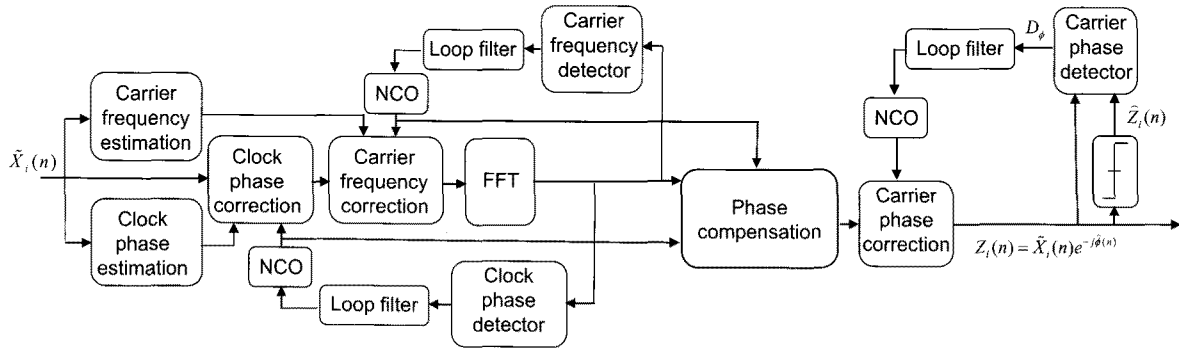 Carrier
frequency
estimation
X̃ᵢ(n)
Clock
phase
estimation
Clock
phase
correction
NCO
Loop filter
Carrier
frequency
detector
NCO
Carrier
frequency
correction
FFT
Loop filter
Clock
phase
detector
Phase
compensation
Loop filter
D_ϕ
Carrier
phase
detector
NCO
Ẑᵢ(n)
Carrier
phase
correction
Zᵢ(n) = X̃ᵢ(n)e^{-jϕ̂(n)}